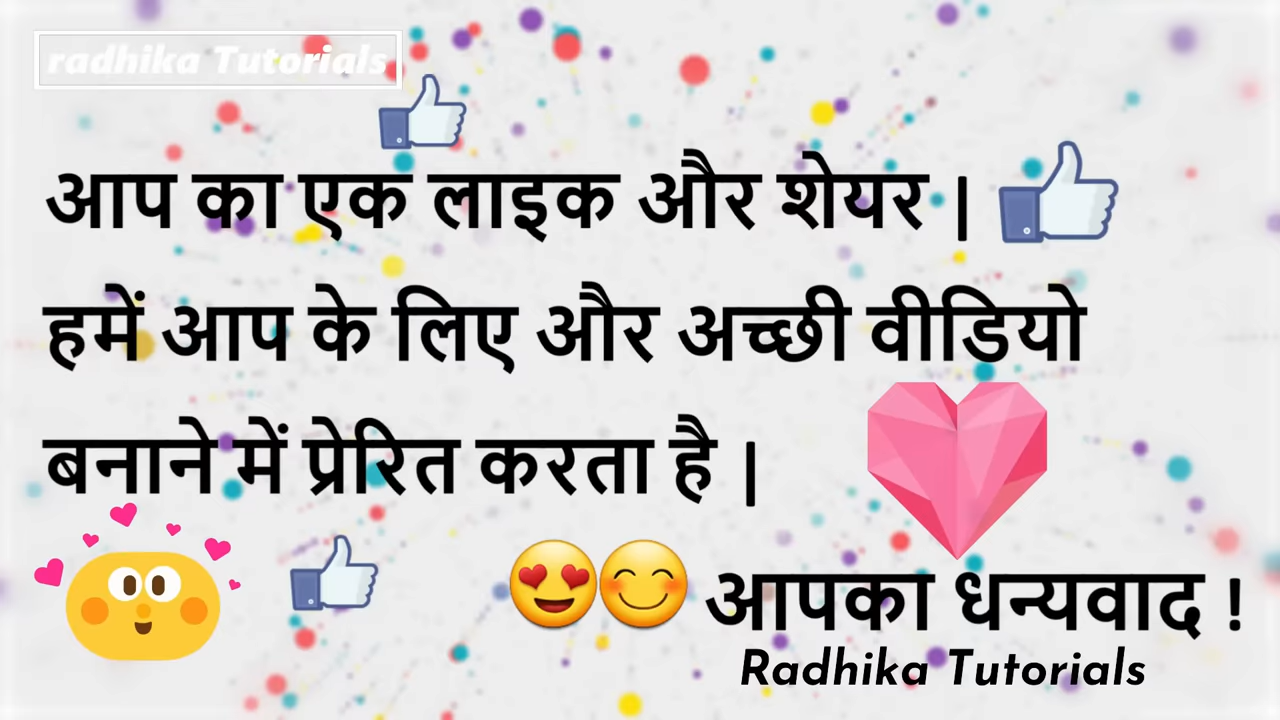 radhika Tutorials
आप का एक लाइक और शेयर |
हमें आप के लिए और अच्छी वीडियो
बनाने में प्रेरित करता है |
आपका धन्यवाद !
Radhika Tutorials